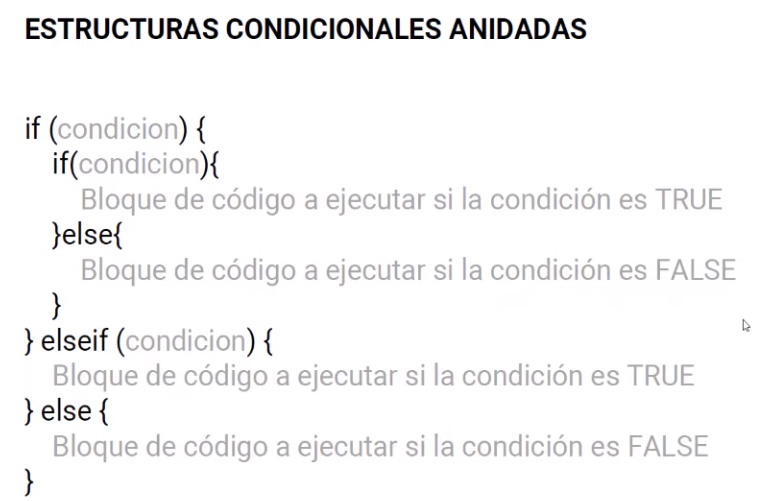 ESTRUCTURAS CONDICIONALES ANIDADAS
if (condicion) {
if(condicion){
Bloque de código a ejecutar si la condición es TRUE
}else{
Bloque de código a ejecutar si la condición es FALSE
}
} elseif (condicion) {
Bloque de código a ejecutar si la condición es TRUE
} else {
Bloque de código a ejecutar si la condición es FALSE
}